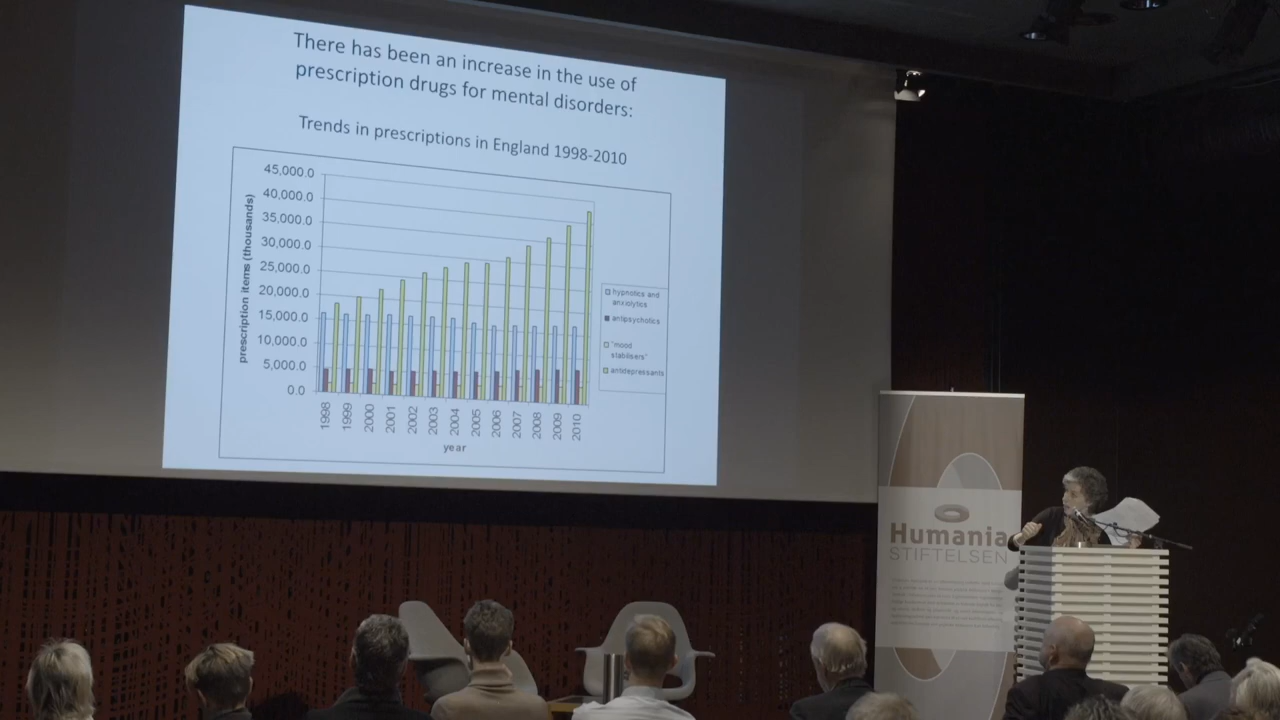 There has been an increase in the use of
prescription drugs for mental disorders:
Trends in prescriptions in England 1998-2010
45,000.0
40,000.0
35,000.0
30,000.0
25,000.0
20,000.0
15,000.0
10,000.0
5,000.0
0.0
prescription items (thousands)
1998
1999
2000
2001
2002
2003
2004
2005
2006
2007
2008
2009
2010
year
hypnotics and
anxiolytics
antipsychotics
"mood
stabilisers"
antidepressants
Humania
STIFTELSEN